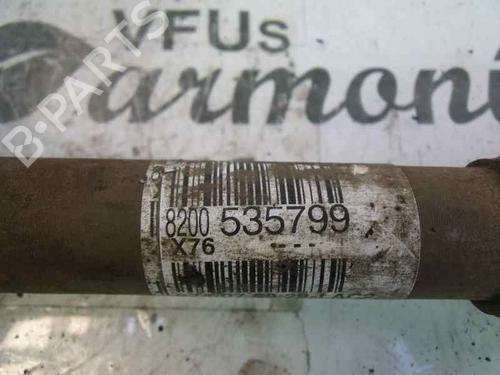 VFUs
armoni
B-PARTS
8200 535799
X76 ---